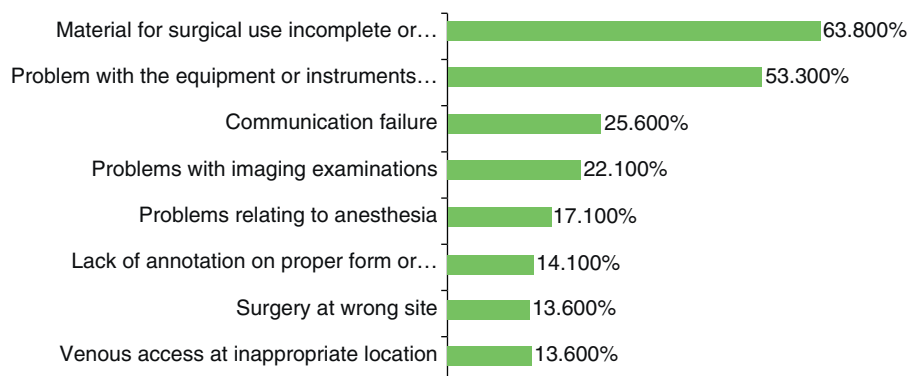 Material for surgical use incomplete or… 63.800%
Problem with the equipment or instruments… 53.300%
Communication failure 25.600%
Problems with imaging examinations 22.100%
Problems relating to anesthesia 17.100%
Lack of annotation on proper form or… 14.100%
Surgery at wrong site 13.600%
Venous access at inappropriate location 13.600%